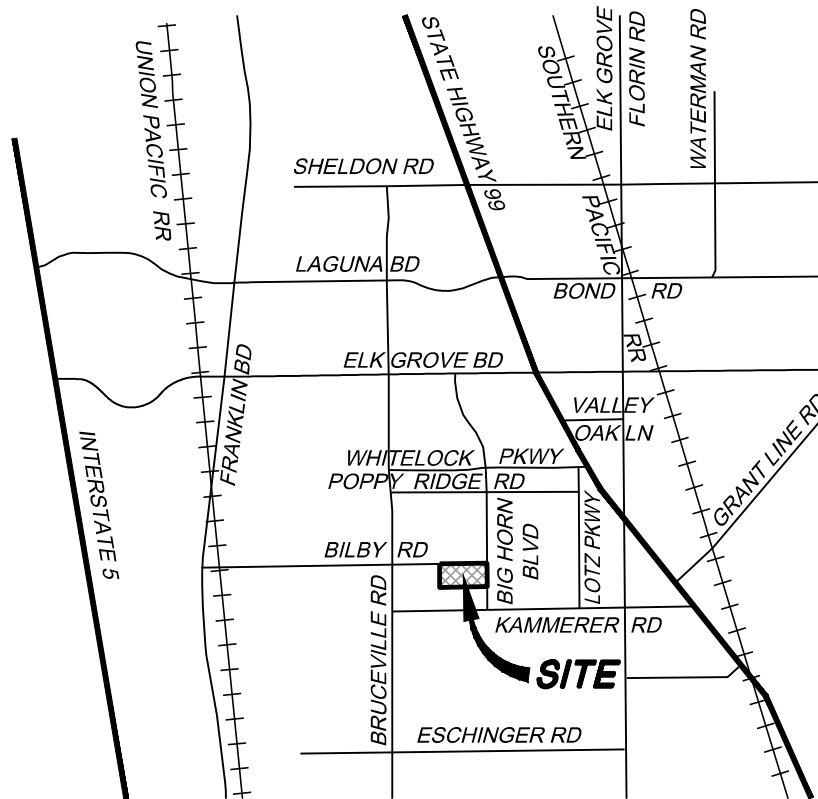 UNION PACIFIC RR
STATE HIGHWAY 99
SOUTHERN PACIFIC RR
ELK GROVE
FLORIN RD
WATERMAN RD
SHELDON RD
LAGUNA BD
BOND RD
ELK GROVE BD
FRANKLIN BD
VALLEY
OAK LN
GRANT LINE RD
WHITELOCK PKWY
POPPY RIDGE RD
INTERSTATE 5
BILBY RD
BIG HORN
BLVD
LOTZ PKWY
BRUCEVILLE RD
KAMMERER RD
SITE
ESCHINGER RD